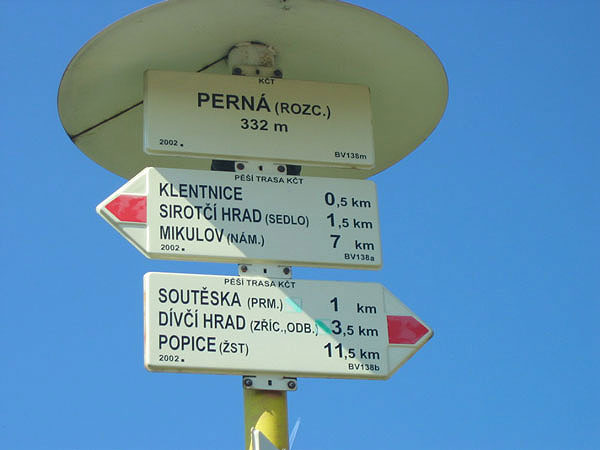 KČT
PERNÁ (ROZC.)
332 m
2002. BV138m
PĚŠÍ TRASA KČT
KLENTNICE 0,5 km
SIROTČÍ HRAD (SEDLO) 1,5 km
MIKULOV (NÁM.) 7 km
2002. BV138a
PĚŠÍ TRASA KČT
SOUTĚSKA (PRM.) 1 km
DÍVČÍ HRAD (ZŘÍC.,ODB.) 3,5 km
POPICE (ŽST) 11,5 km
2002. BV138b